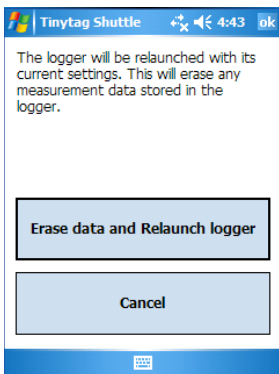 Tinytag Shuttle 4:43 ok
The logger will be relaunched with its
current settings. This will erase any
measurement data stored in the
logger.
Erase data and Relaunch logger
Cancel